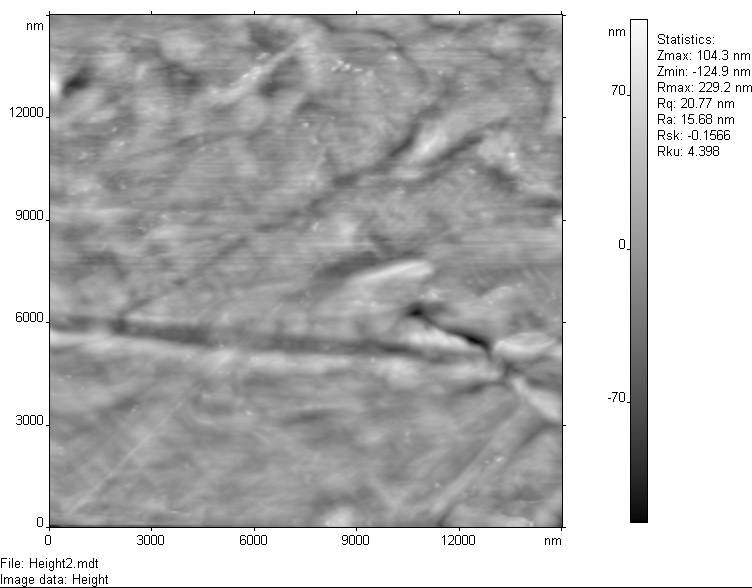 nm
12000
9000
6000
3000
0
0 3000 6000 9000 12000 nm
nm
70
0
-70
Statistics:
Zmax: 104.3 nm
Zmin: -124.9 nm
Rmax: 229.2 nm
Rq: 20.77 nm
Ra: 15.68 nm
Rsk: -0.1566
Rku: 4.398
File: Height2.mdt
Image data: Height